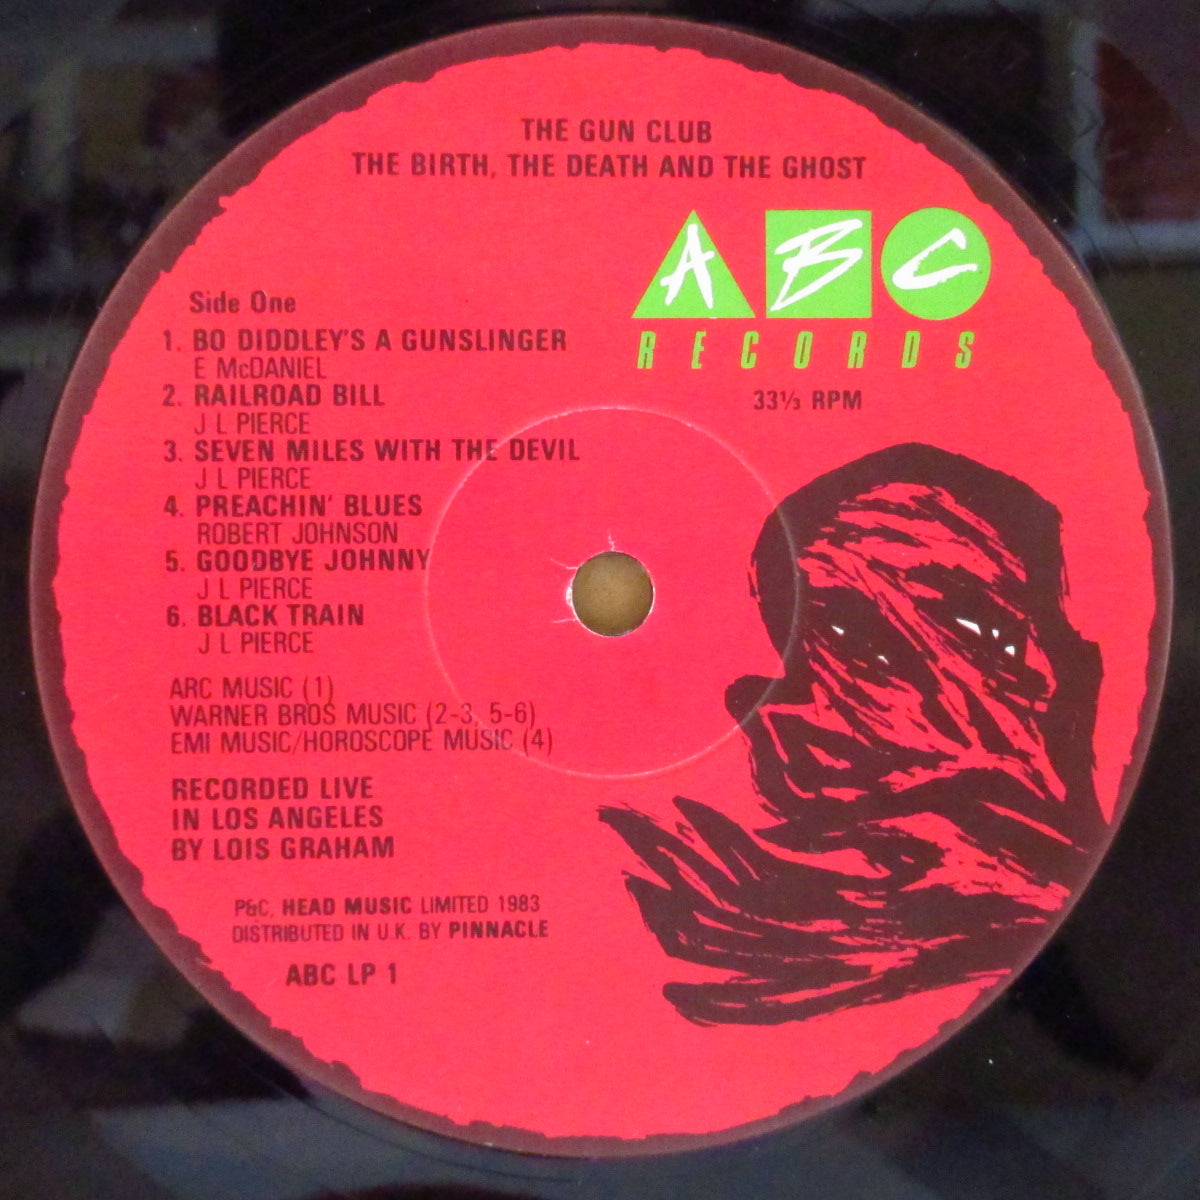 THE GUN CLUB
THE BIRTH, THE DEATH AND THE GHOST
A B C
RECORDS
33⅓ RPM
Side One
1. BO DIDDLEY'S A GUNSLINGER
E McDANIEL
2. RAILROAD BILL
J L PIERCE
3. SEVEN MILES WITH THE DEVIL
J L PIERCE
4. PREACHIN' BLUES
ROBERT JOHNSON
5. GOODBYE JOHNNY
J L PIERCE
6. BLACK TRAIN
J L PIERCE
ARC MUSIC (1)
WARNER BROS MUSIC (2-3, 5-6)
EMI MUSIC/HOROSCOPE MUSIC (4)
RECORDED LIVE
IN LOS ANGELES
BY LOIS GRAHAM
P&C, HEAD MUSIC LIMITED 1983
DISTRIBUTED IN U.K. BY PINNACLE
ABC LP 1